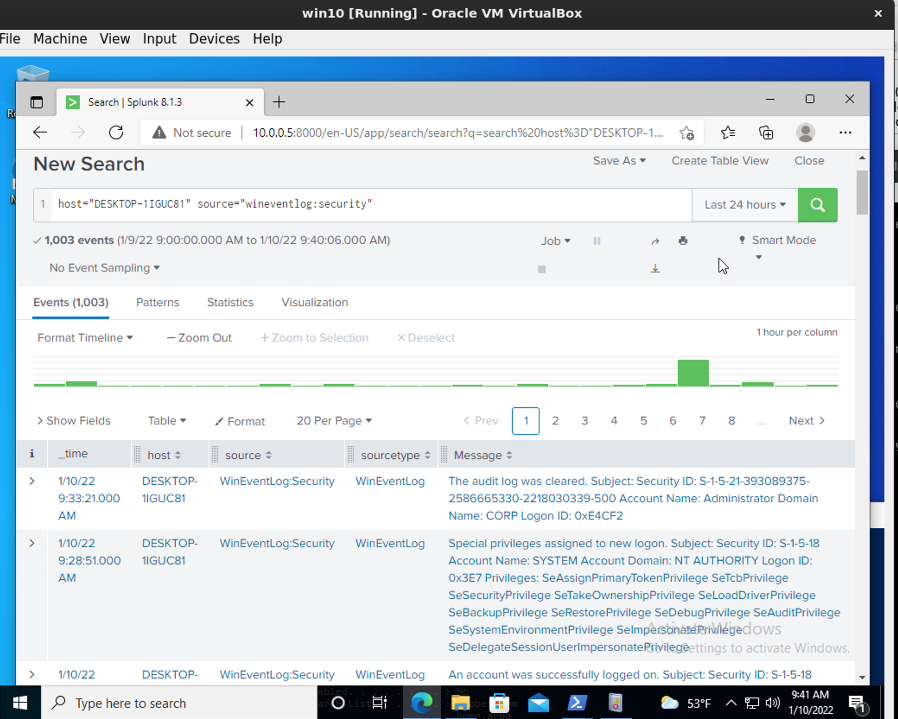 win10 [Running] - Oracle VM VirtualBox
File Machine View Input Devices Help
Search | Splunk 8.1.3
Not secure 10.0.0.5:8000/en-US/app/search/search?q=search%20host%3D"DESKTOP-1...
New Search
Save As Create Table View Close
1 host="DESKTOP-1IGUC81" source="wineventlog:security" Last 24 hours
1,003 events (1/9/22 9:00:00.000 AM to 1/10/22 9:40:06.000 AM) Job Smart Mode
No Event Sampling
Events (1,003) Patterns Statistics Visualization
Format Timeline — Zoom Out + Zoom to Selection × Deselect 1 hour per column
> Show Fields Table Format 20 Per Page < Prev 1 2 3 4 5 6 7 8 ... Next >
i _time host source sourcetype Message
1/10/22 DESKTOP- WinEventLog:Security WinEventLog The audit log was cleared. Subject: Security ID: S-1-5-21-393089375-
9:33:21.000 1IGUC81 2586665330-2218030339-500 Account Name: Administrator Domain
AM Name: CORP Logon ID: 0xE4CF2
1/10/22 DESKTOP- WinEventLog:Security WinEventLog Special privileges assigned to new logon. Subject: Security ID: S-1-5-18
9:28:51.000 1IGUC81 Account Name: SYSTEM Account Domain: NT AUTHORITY Logon ID:
AM 0x3E7 Privileges: SeAssignPrimaryTokenPrivilege SeTcbPrivilege
SeSecurityPrivilege SeTakeOwnershipPrivilege SeLoadDriverPrivilege
SeBackupPrivilege SeRestorePrivilege SeDebugPrivilege SeAuditPrivilege
SeSystemEnvironmentPrivilege SeImpersonatePrivilege
SeDelegateSessionUserImpersonatePrivilege
Activate Windows
Go to Settings to activate Windows.
1/10/22 DESKTOP- WinEventLog:Security WinEventLog An account was successfully logged on. Subject: Security ID: S-1-5-18
Type here to search 53°F 9:41 AM
1/10/2022
1